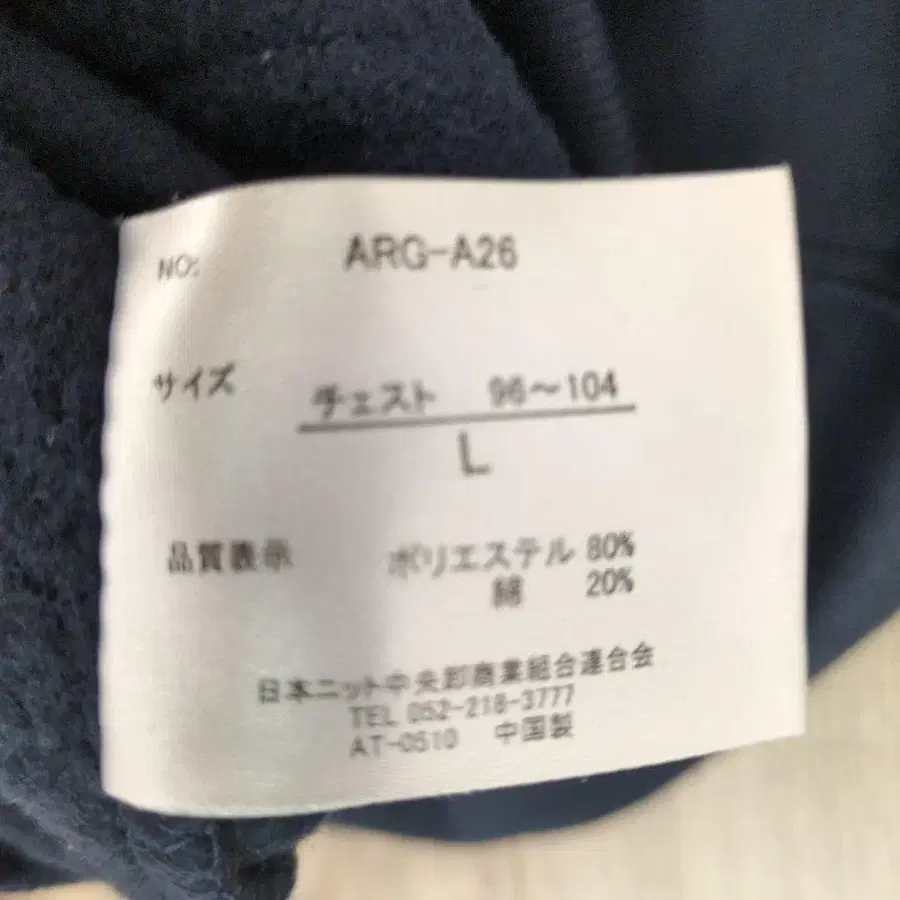 NO: ARG-A26
サイズ チェスト 96〜104
L
品質表示 ポリエステル 80%
綿 20%
日本ニット中央卸商業組合連合会
TEL 052-218-3777
AT-0510 中国製